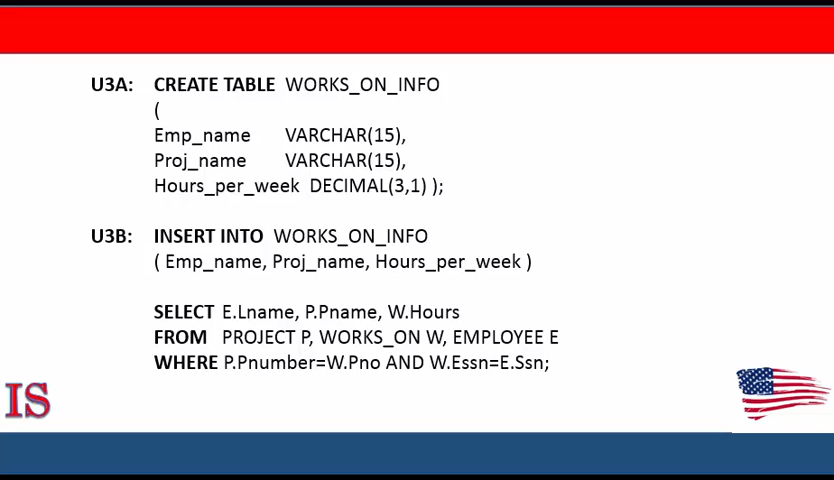 U3A: CREATE TABLE WORKS_ON_INFO
(
Emp_name VARCHAR(15),
Proj_name VARCHAR(15),
Hours_per_week DECIMAL(3,1) );
U3B: INSERT INTO WORKS_ON_INFO
( Emp_name, Proj_name, Hours_per_week )
SELECT E.Lname, P.Pname, W.Hours
FROM PROJECT P, WORKS_ON W, EMPLOYEE E
WHERE P.Pnumber=W.Pno AND W.Essn=E.Ssn;
IS